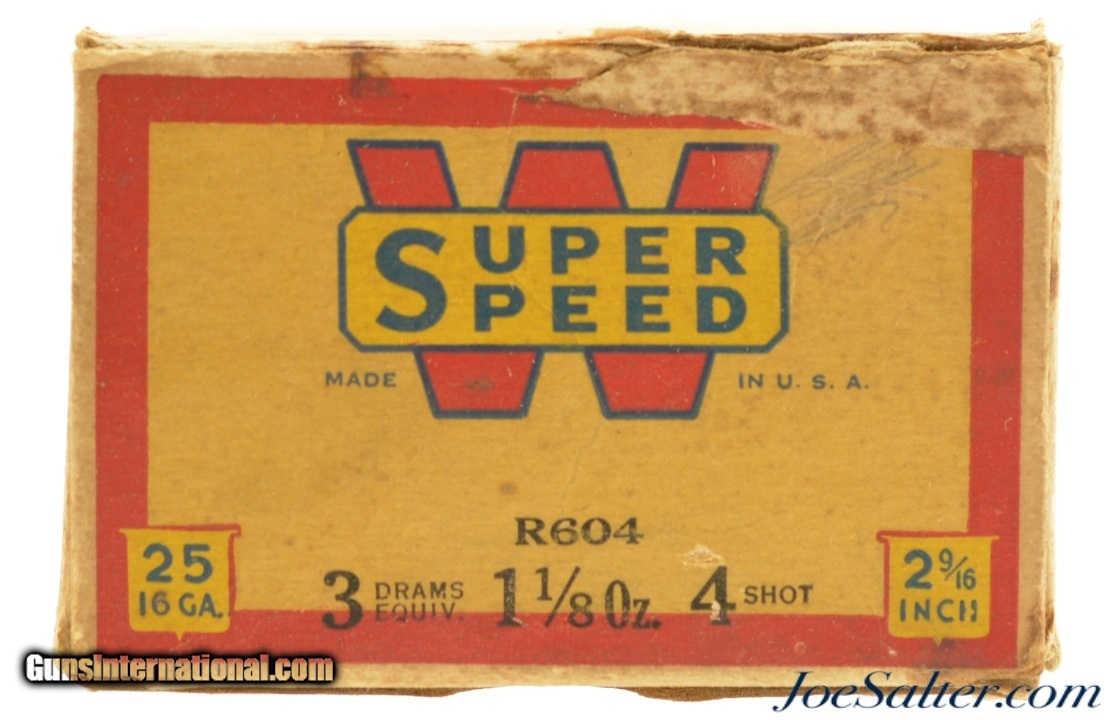 W
SUPER
SPEED
MADE IN U. S. A.
R604
25
16 GA.
3 DRAMS EQUIV. 1 1/8 Oz. 4 SHOT
2 9/16
INCH
GunsInternational.com
JoeSalter.com